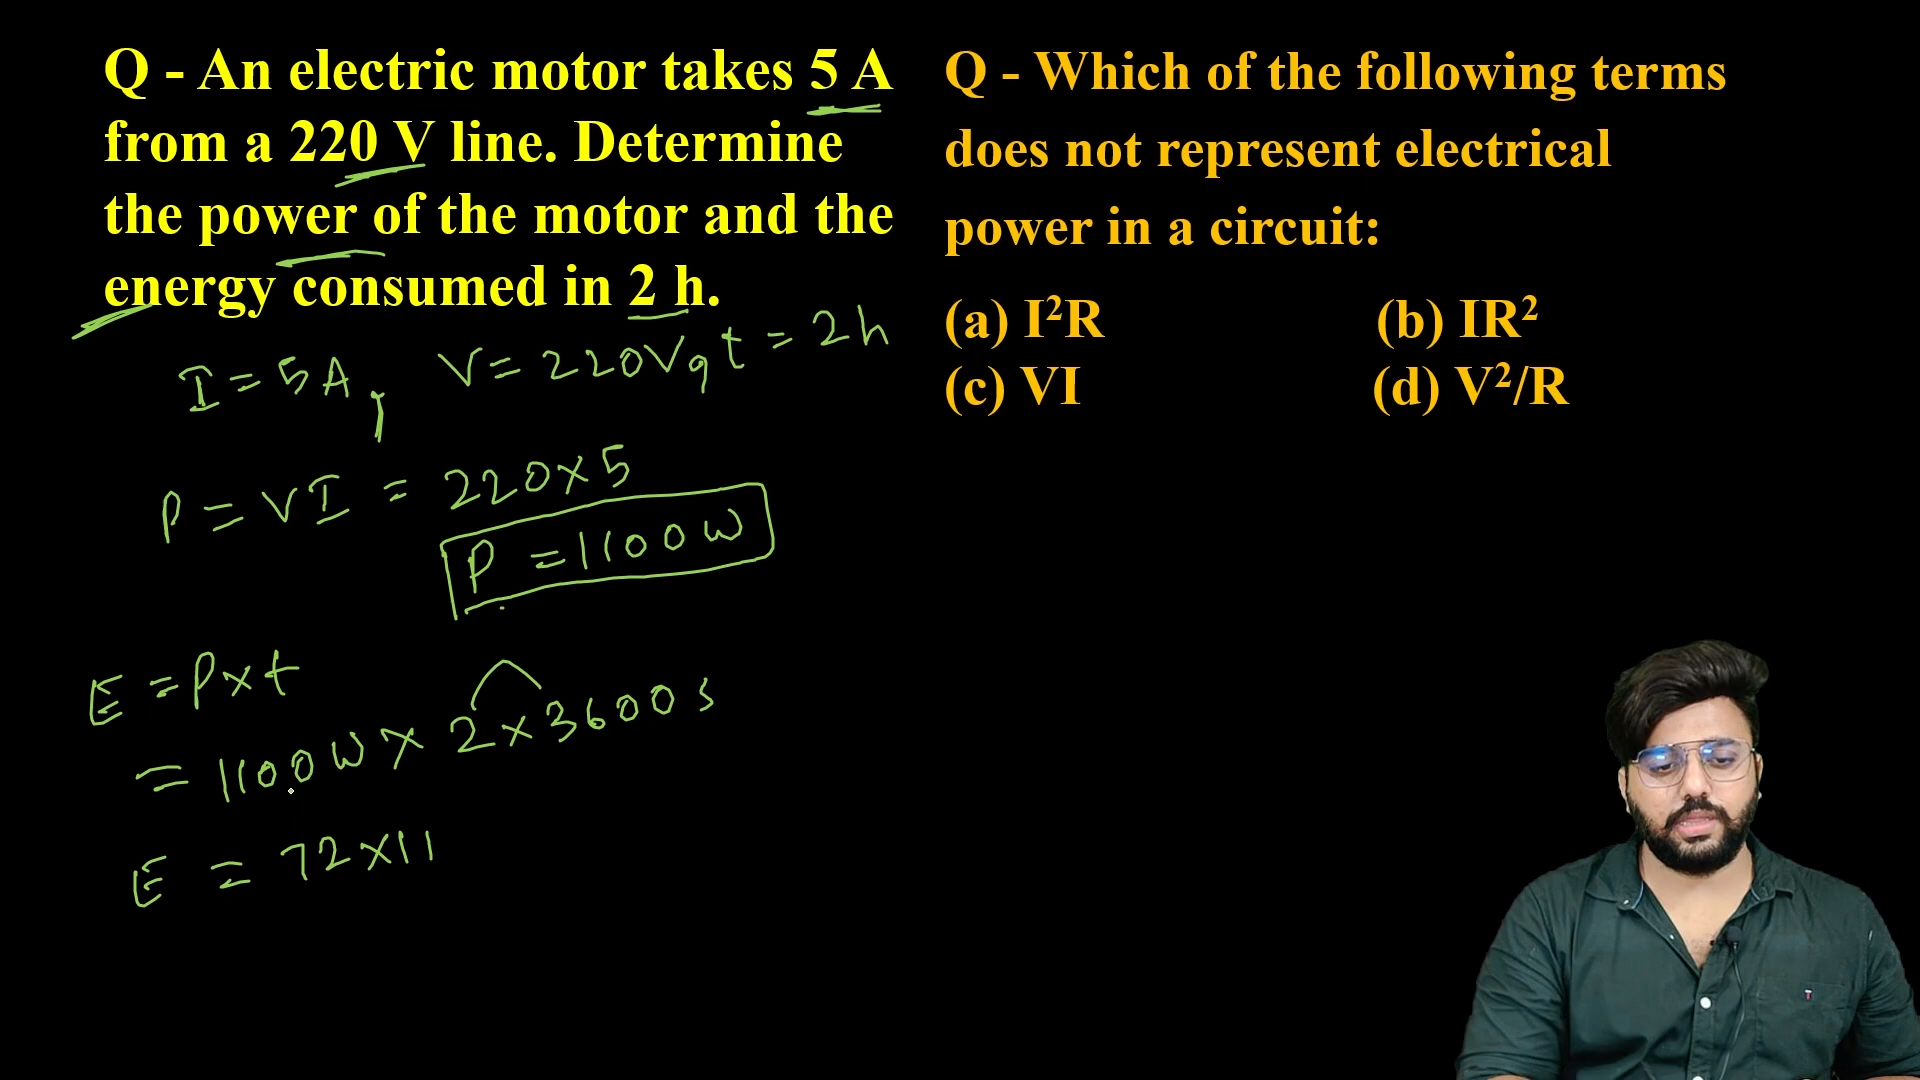 Q - An electric motor takes 5 A
from a 220 V line. Determine
the power of the motor and the
energy consumed in 2 h.
I = 5 A, V = 220V, t = 2h
P = VI = 220×5
P = 1100 W
E = P×t
= 1100 W × 2 × 3600 s
E = 72×11
Q - Which of the following terms
does not represent electrical
power in a circuit:
(a) I²R (b) IR²
(c) VI (d) V²/R